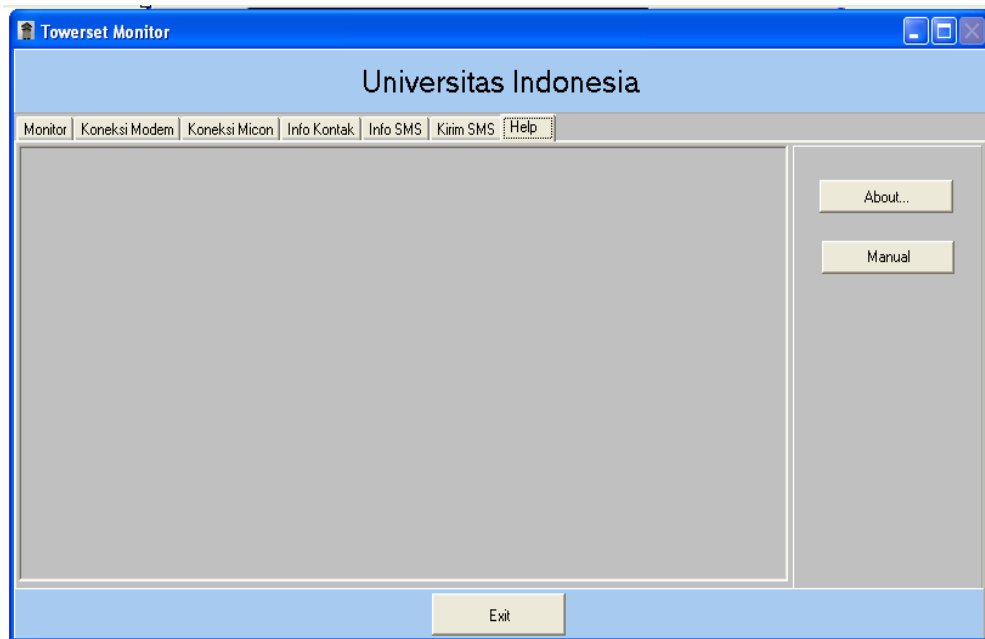 Towerset Monitor
Universitas Indonesia
Monitor Koneksi Modem Koneksi Micon Info Kontak Info SMS Kirim SMS Help
About...
Manual
Exit